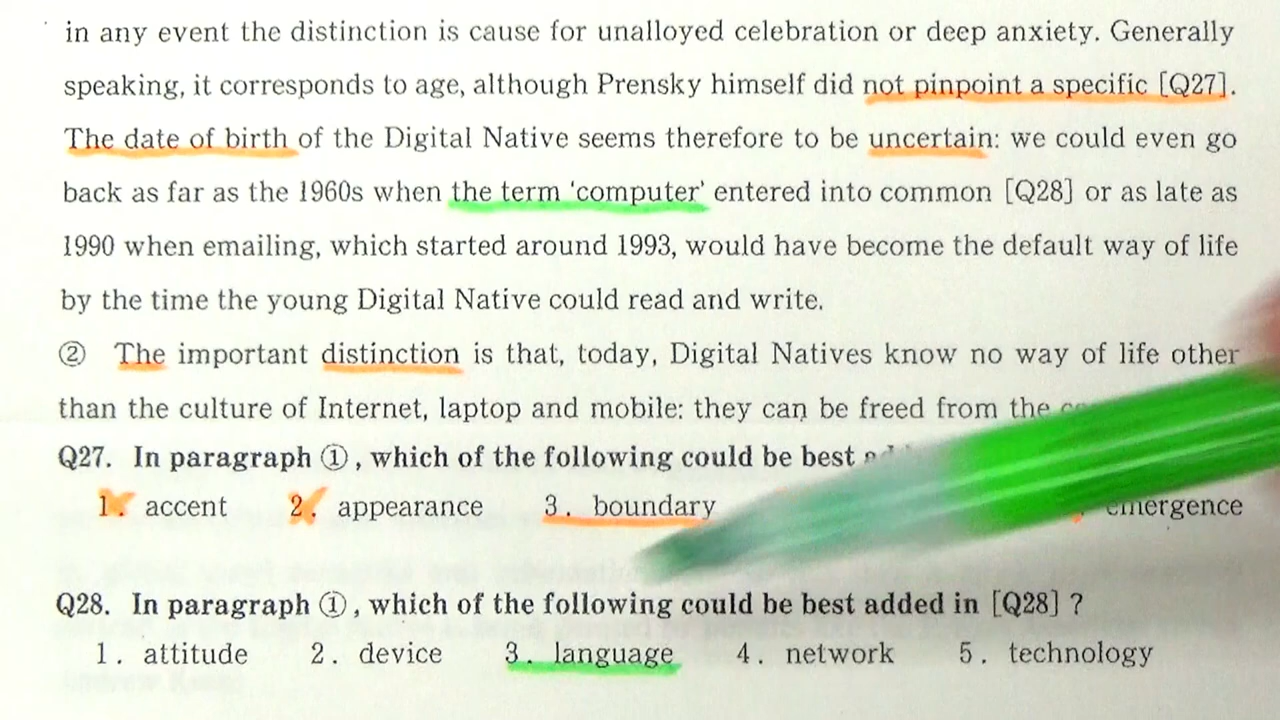 in any event the distinction is cause for unalloyed celebration or deep anxiety. Generally
speaking, it corresponds to age, although Prensky himself did not pinpoint a specific [Q27].
The date of birth of the Digital Native seems therefore to be uncertain: we could even go
back as far as the 1960s when the term 'computer' entered into common [Q28] or as late as
1990 when emailing, which started around 1993, would have become the default way of life
by the time the young Digital Native could read and write.
② The important distinction is that, today, Digital Natives know no way of life other
than the culture of Internet, laptop and mobile: they can be freed from the
Q27. In paragraph ①, which of the following could be best
1. accent 2. appearance 3. boundary emergence
Q28. In paragraph ①, which of the following could be best added in [Q28] ?
1. attitude 2. device 3. language 4. network 5. technology